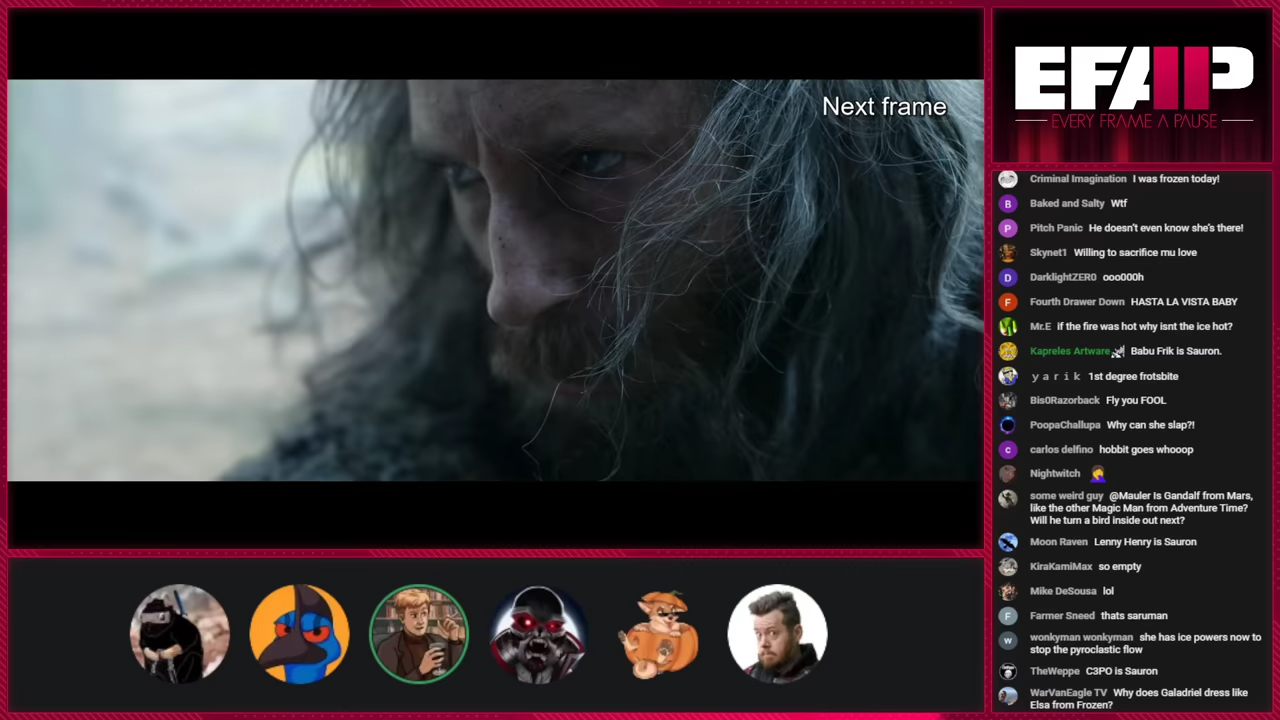 Next frame
EFAP
EVERY FRAME A PAUSE
Criminal Imagination I was frozen today!
B Baked and Salty Wtf
P Pitch Panic He doesn't even know she's there!
Skynet1 Willing to sacrifice mu love
D DarklightZER0 ooo000h
F Fourth Drawer Down HASTA LA VISTA BABY
Mr.E if the fire was hot why isnt the ice hot?
Kapreles Artware Babu Frik is Sauron.
y a r i k 1st degree frotsbite
Bis0Razorback Fly you FOOL
PoopaChallupa Why can she slap?!
c carlos delfino hobbit goes whooop
Nightwitch 🤦‍♀️
some weird guy @Mauler Is Gandalf from Mars,
like the other Magic Man from Adventure Time?
Will he turn a bird inside out next?
Moon Raven Lenny Henry is Sauron
KiraKamiMax so empty
Mike DeSousa lol
F Farmer Sneed thats saruman
w wonkyman wonkyman she has ice powers now to
stop the pyroclastic flow
TheWeppe C3PO is Sauron
WarVanEagle TV Why does Galadriel dress like
Elsa from Frozen?